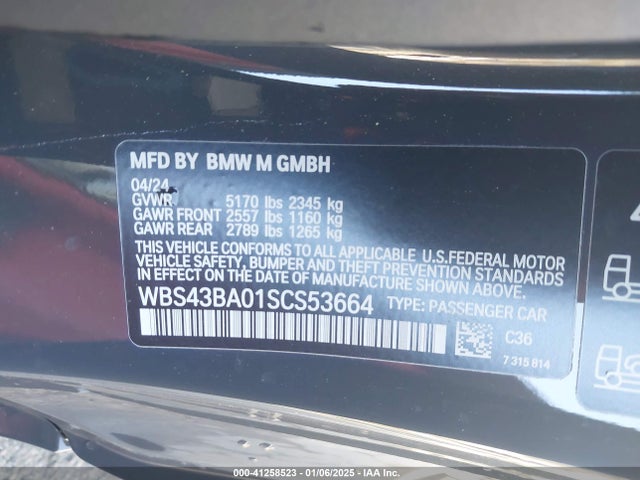 MFD BY BMW M GMBH
04/24
GVWR 5170 lbs 2345 kg
GAWR FRONT 2557 lbs 1160 kg
GAWR REAR 2789 lbs 1265 kg
THIS VEHICLE CONFORMS TO ALL APPLICABLE U.S.FEDERAL MOTOR
VEHICLE SAFETY, BUMPER AND THEFT PREVENTION STANDARDS IN
EFFECT ON THE DATE OF MANUFACTURE SHOWN ABOVE.
WBS43BA01SCS53664 TYPE: PASSENGER CAR
C36
7 315 814
000-41258523 - 01/06/2025 - IAA Inc.